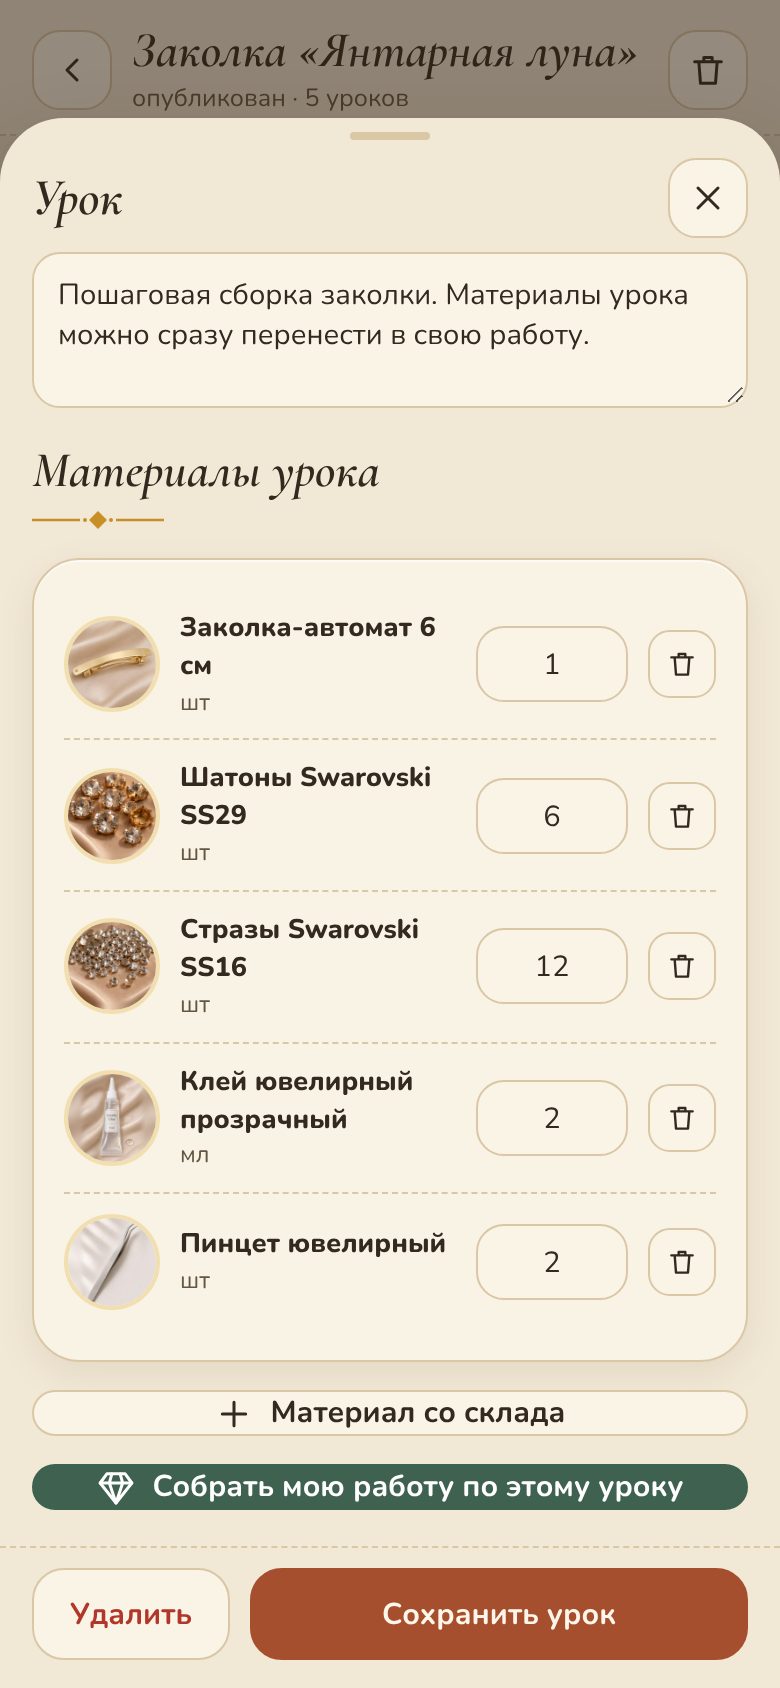 Заколка «Янтарная луна»
опубликован · 5 уроков
Урок
Пошаговая сборка заколки. Материалы урока
можно сразу перенести в свою работу.
Материалы урока
Заколка-автомат 6
см
шт
1
Шатоны Swarovski
SS29
шт
6
Стразы Swarovski
SS16
шт
12
Клей ювелирный
прозрачный
мл
2
Пинцет ювелирный
шт
2
Материал со склада
Собрать мою работу по этому уроку
Удалить
Сохранить урок